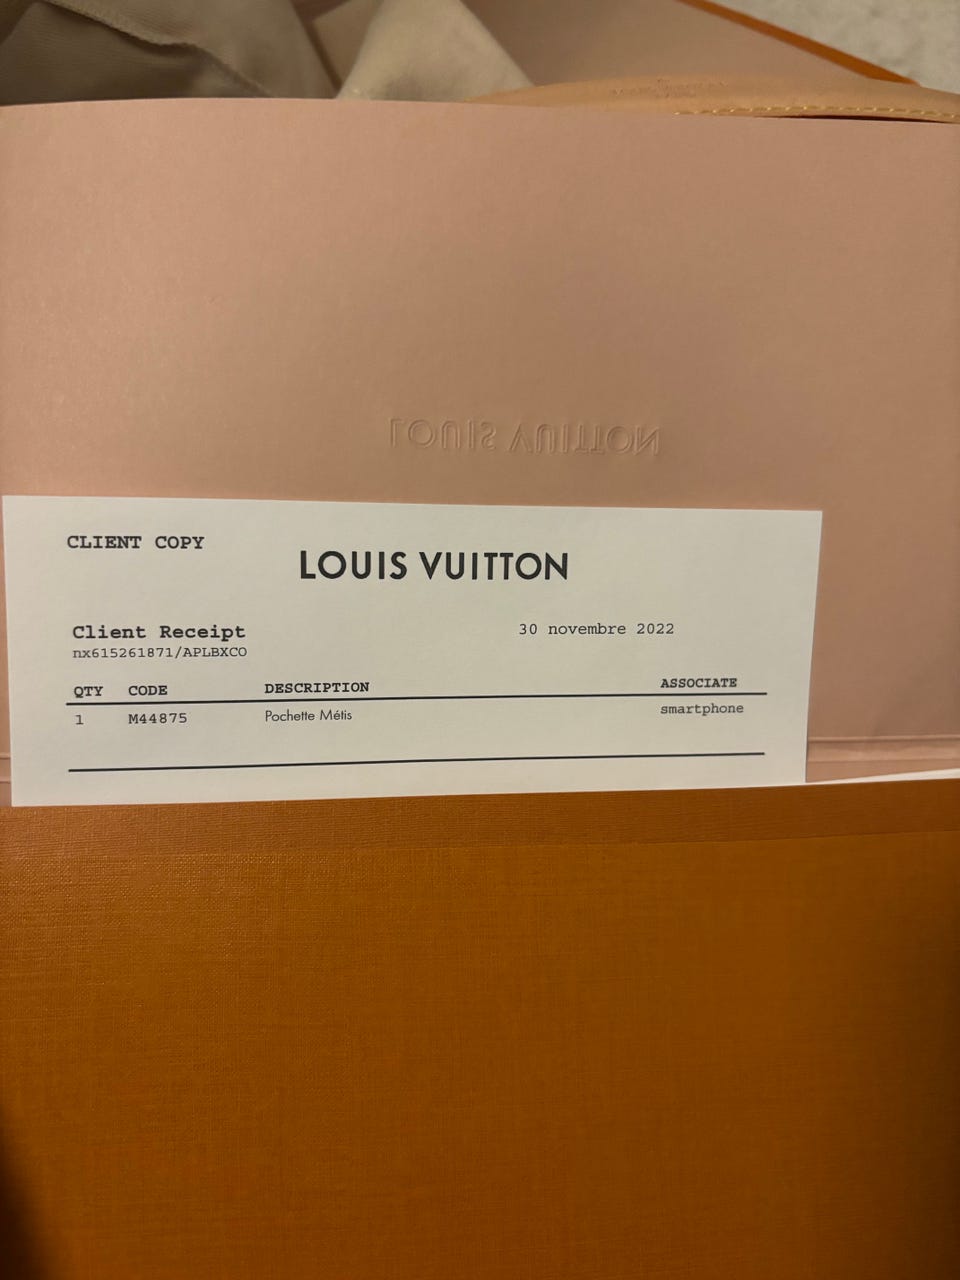 LOUIS VUITTON
CLIENT COPY
LOUIS VUITTON
Client Receipt
30 novembre 2022
nx615261871/APLBXCO
QTY CODE DESCRIPTION ASSOCIATE
1 M44875 Pochette Métis smartphone